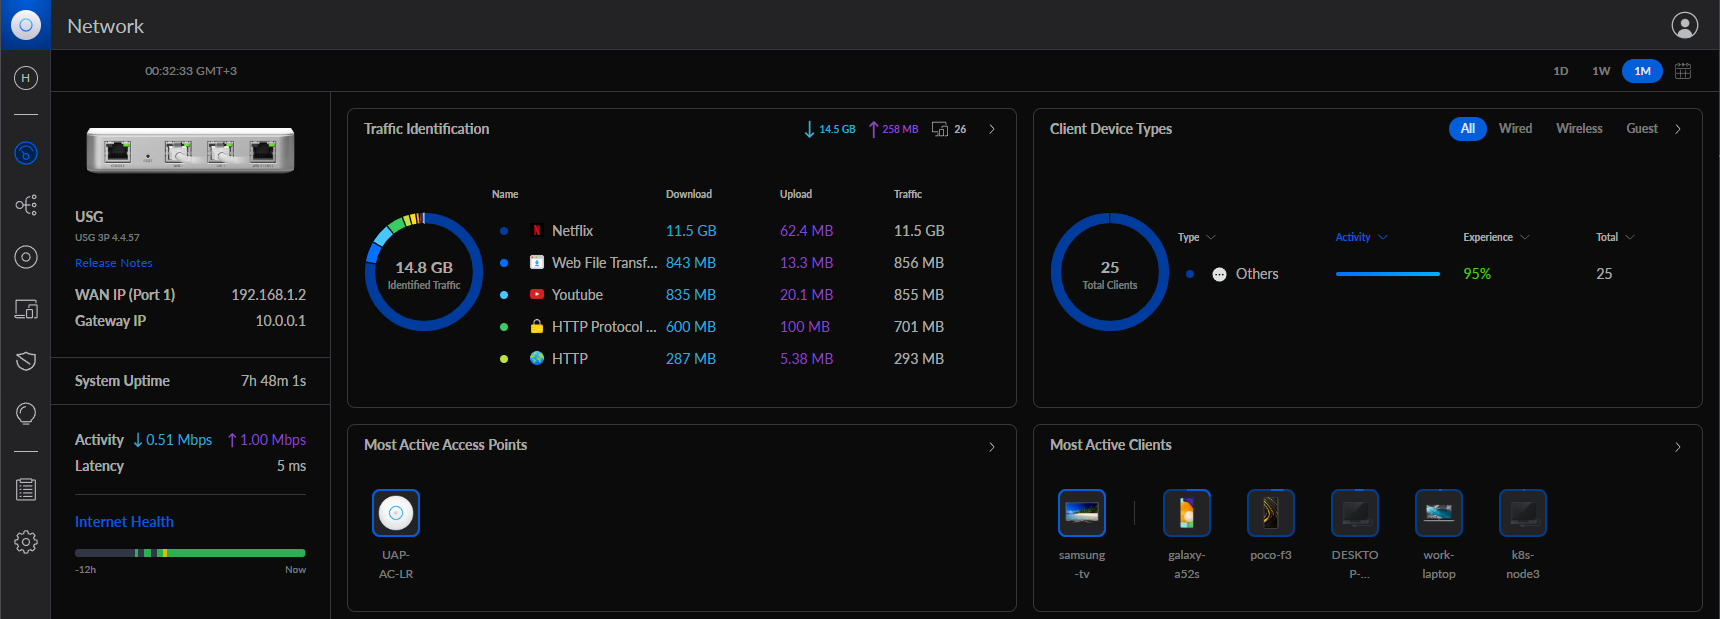 Network
H
00:32:33 GMT+3
1D 1W 1M
USG
USG 3P 4.4.57
Release Notes
WAN IP (Port 1) 192.168.1.2
Gateway IP 10.0.0.1
System Uptime 7h 48m 1s
Activity ↓ 0.51 Mbps ↑ 1.00 Mbps
Latency 5 ms
Internet Health
-12h Now
Traffic Identification ↓ 14.5 GB ↑ 258 MB 26
14.8 GB
Identified Traffic
Name Download Upload Traffic
Netflix 11.5 GB 62.4 MB 11.5 GB
Web File Transf... 843 MB 13.3 MB 856 MB
Youtube 835 MB 20.1 MB 855 MB
HTTP Protocol ... 600 MB 100 MB 701 MB
HTTP 287 MB 5.38 MB 293 MB
Client Device Types All Wired Wireless Guest
25
Total Clients
Type Activity Experience Total
Others 95% 25
Most Active Access Points
UAP-
AC-LR
Most Active Clients
samsung
-tv
galaxy-
a52s
poco-f3
DESKTO
P-...
work-
laptop
k8s-
node3